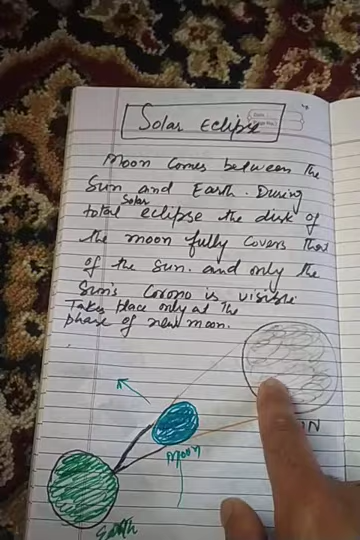 Solar Eclipse
Moon Comes between the
Sun and Earth. During
total Solar eclipse the disk of
the moon fully Covers that
of the Sun. and only the
Sun's Corono is visible
Takes place only at the
phase of new moon.
Moon
Earth